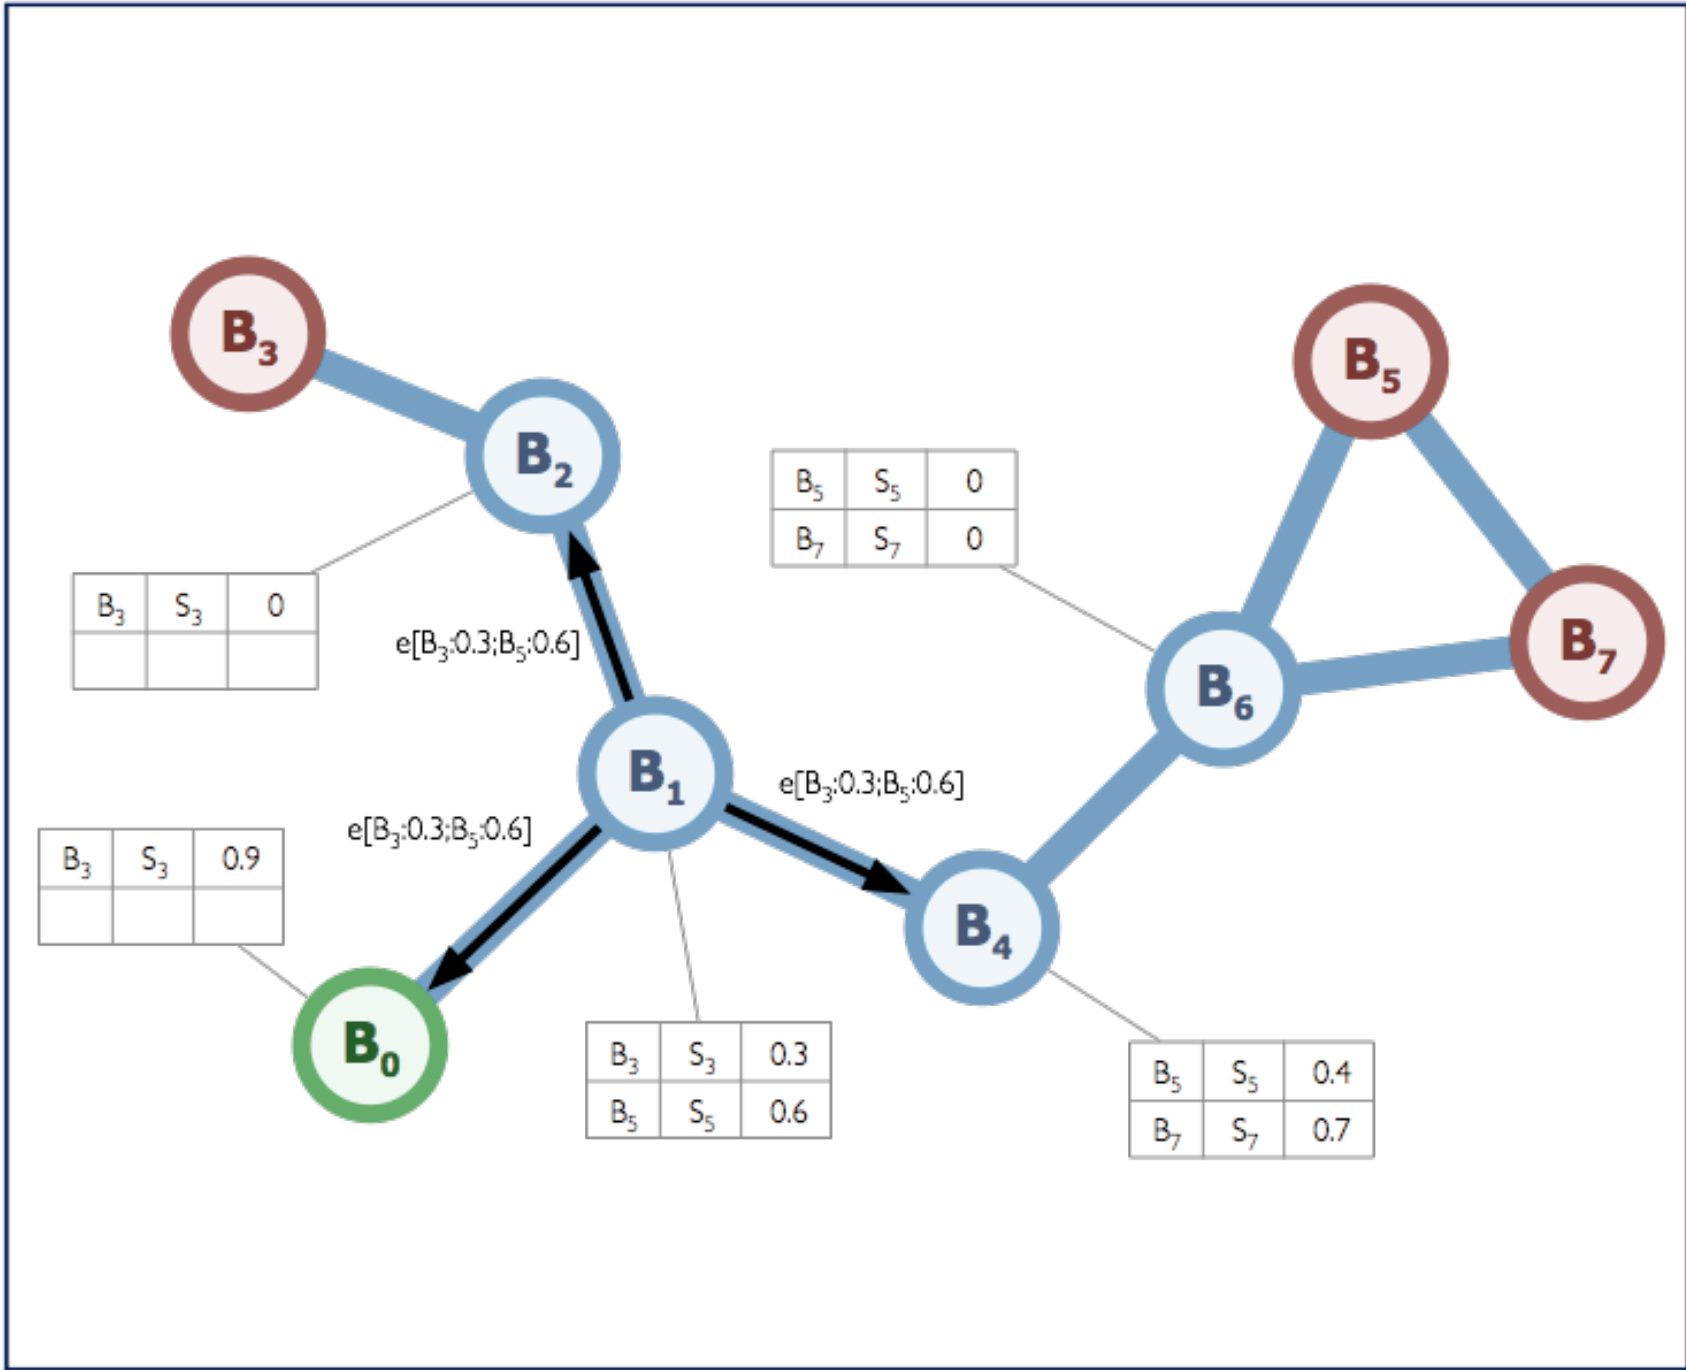 B₃
B₅
B₂
B₅ S₅ 0
B₇ S₇ 0
B₃ S₃ 0
e[B₃:0.3;B₅:0.6]
B₇
B₆
B₁
e[B₃:0.3;B₅:0.6]
e[B₃:0.3;B₅:0.6]
B₃ S₃ 0.9
B₄
B₀
B₃ S₃ 0.3
B₅ S₅ 0.6
B₅ S₅ 0.4
B₇ S₇ 0.7